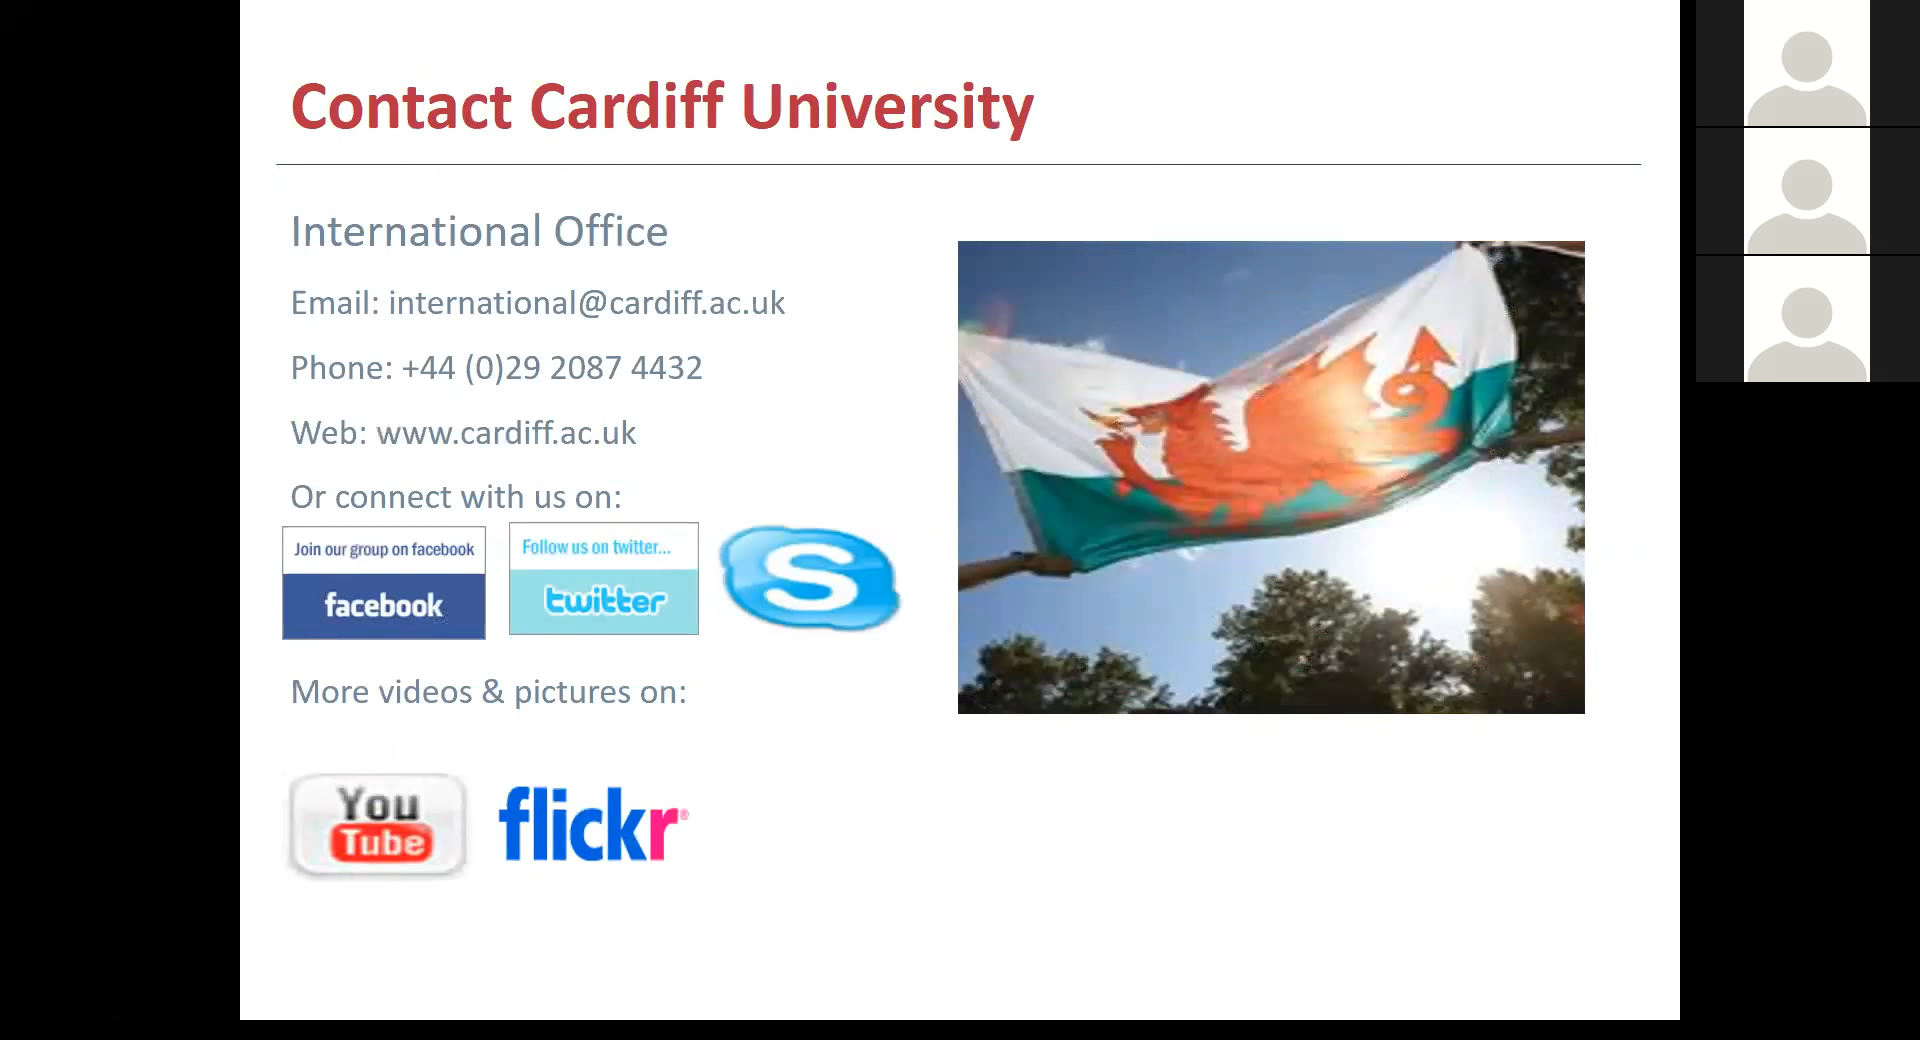 Contact Cardiff University
International Office
Email: international@cardiff.ac.uk
Phone: +44 (0)29 2087 4432
Web: www.cardiff.ac.uk
Or connect with us on:
Join our group on facebook
facebook
Follow us on twitter...
twitter
S
More videos & pictures on:
You
Tube
flickr®